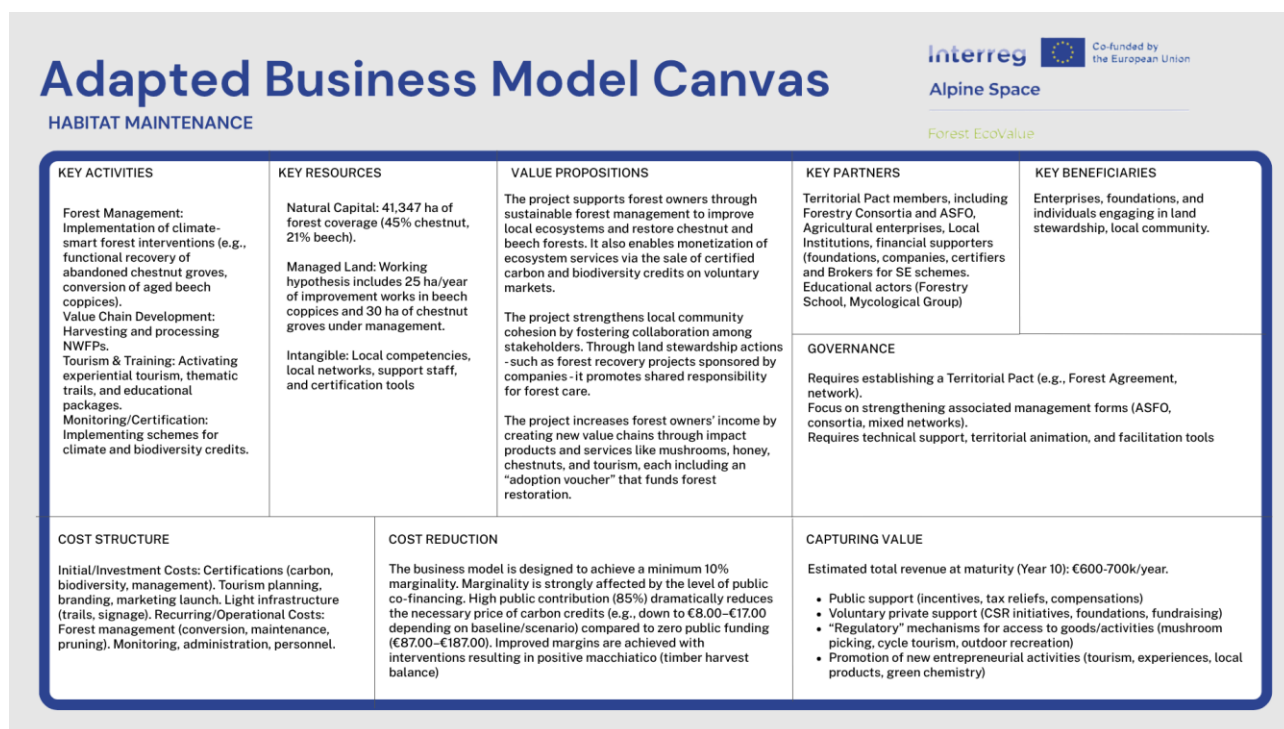 Adapted Business Model Canvas
HABITAT MAINTENANCE
Interreg
Co-funded by
the European Union
Alpine Space
Forest EcoValue
KEY ACTIVITIES
Forest Management:
Implementation of climate-
smart forest interventions (e.g.,
functional recovery of
abandoned chestnut groves,
conversion of aged beech
coppices).
Value Chain Development:
Harvesting and processing
NWFPs.
Tourism & Training: Activating
experiential tourism, thematic
trails, and educational
packages.
Monitoring/Certification:
Implementing schemes for
climate and biodiversity credits.
KEY RESOURCES
Natural Capital: 41,347 ha of
forest coverage (45% chestnut,
21% beech).
Managed Land: Working
hypothesis includes 25 ha/year
of improvement works in beech
coppices and 30 ha of chestnut
groves under management.
Intangible: Local competencies,
local networks, support staff,
and certification tools
VALUE PROPOSITIONS
The project supports forest owners through
sustainable forest management to improve
local ecosystems and restore chestnut and
beech forests. It also enables monetization of
ecosystem services via the sale of certified
carbon and biodiversity credits on voluntary
markets.
The project strengthens local community
cohesion by fostering collaboration among
stakeholders. Through land stewardship actions
- such as forest recovery projects sponsored by
companies - it promotes shared responsibility
for forest care.
The project increases forest owners' income by
creating new value chains through impact
products and services like mushrooms, honey,
chestnuts, and tourism, each including an
“adoption voucher” that funds forest
restoration.
KEY PARTNERS
Territorial Pact members, including
Forestry Consortia and ASFO,
Agricultural enterprises, Local
Institutions, financial supporters
(foundations, companies, certifiers
and Brokers for SE schemes.
Educational actors (Forestry
School, Mycological Group)
KEY BENEFICIARIES
Enterprises, foundations, and
individuals engaging in land
stewardship, local community.
GOVERNANCE
Requires establishing a Territorial Pact (e.g., Forest Agreement,
network).
Focus on strengthening associated management forms (ASFO,
consortia, mixed networks).
Requires technical support, territorial animation, and facilitation tools
COST STRUCTURE
Initial/Investment Costs: Certifications (carbon,
biodiversity, management). Tourism planning,
branding, marketing launch. Light infrastructure
(trails, signage). Recurring/Operational Costs:
Forest management (conversion, maintenance,
pruning). Monitoring, administration, personnel.
COST REDUCTION
The business model is designed to achieve a minimum 10%
marginality. Marginality is strongly affected by the level of public
co-financing. High public contribution (85%) dramatically reduces
the necessary price of carbon credits (e.g., down to €8.00–€17.00
depending on baseline/scenario) compared to zero public funding
(€87.00–€187.00). Improved margins are achieved with
interventions resulting in positive macchiatico (timber harvest
balance)
CAPTURING VALUE
Estimated total revenue at maturity (Year 10): €600-700k/year.
• Public support (incentives, tax reliefs, compensations)
• Voluntary private support (CSR initiatives, foundations, fundraising)
• “Regulatory” mechanisms for access to goods/activities (mushroom
picking, cycle tourism, outdoor recreation)
• Promotion of new entrepreneurial activities (tourism, experiences, local
products, green chemistry)